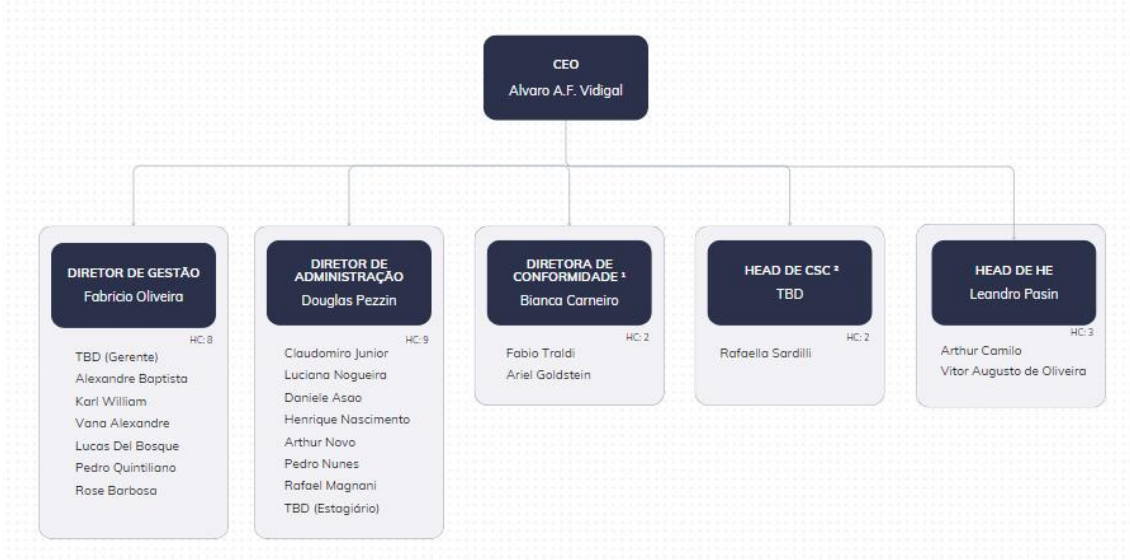 CEO
Alvaro A.F. Vidigal
DIRETOR DE GESTÃO
Fabricio Oliveira
HC: 8
TBD (Gerente)
Alexandre Baptista
Karl William
Vana Alexandre
Lucas Del Bosque
Pedro Quintiliano
Rose Barbosa
DIRETOR DE
ADMINISTRAÇÃO
Douglas Pezzin
HC: 9
Claudomiro Junior
Luciana Nogueira
Daniele Asao
Henrique Nascimento
Arthur Novo
Pedro Nunes
Rafael Magnani
TBD (Estagiário)
DIRETORA DE
CONFORMIDADE ¹
Bianca Carneiro
HC: 2
Fabio Traldi
Ariel Goldstein
HEAD DE CSC ²
TBD
HC: 2
Rafaella Sardilli
HEAD DE HE
Leandro Pasin
HC: 3
Arthur Camilo
Vitor Augusto de Oliveira